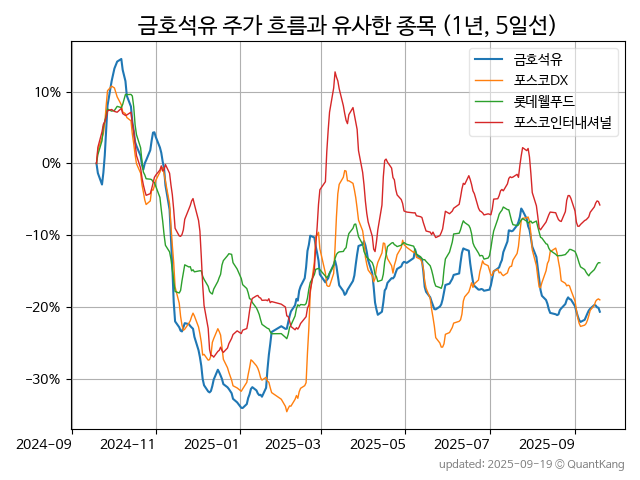 금호석유 주가 흐름과 유사한 종목 (1년, 5일선)
금호석유
포스코DX
롯데웰푸드
포스코인터내셔널
10%
0%
−10%
−20%
−30%
2024-09 2024-11 2025-01 2025-03 2025-05 2025-07 2025-09
updated: 2025-09-19 © QuantKang